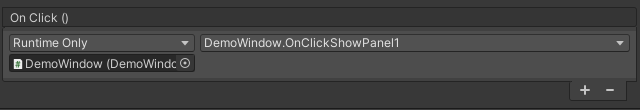 On Click ()
Runtime Only DemoWindow.OnClickShowPanel1
# DemoWindow (DemoWindo
+ −